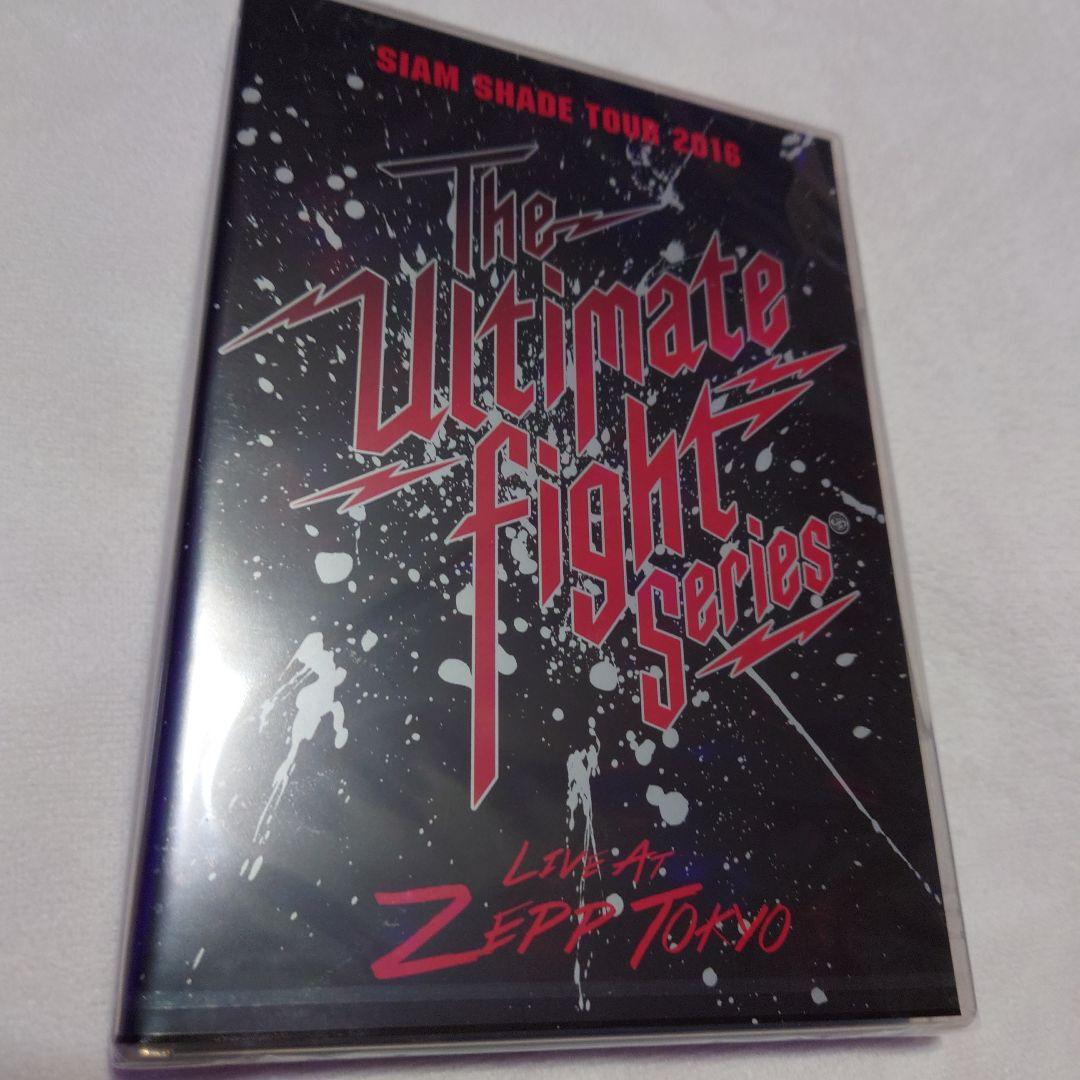 SIAM SHADE TOUR 2016
The
Ultimate
fight
Series
LIVE AT
ZEPP TOKYO